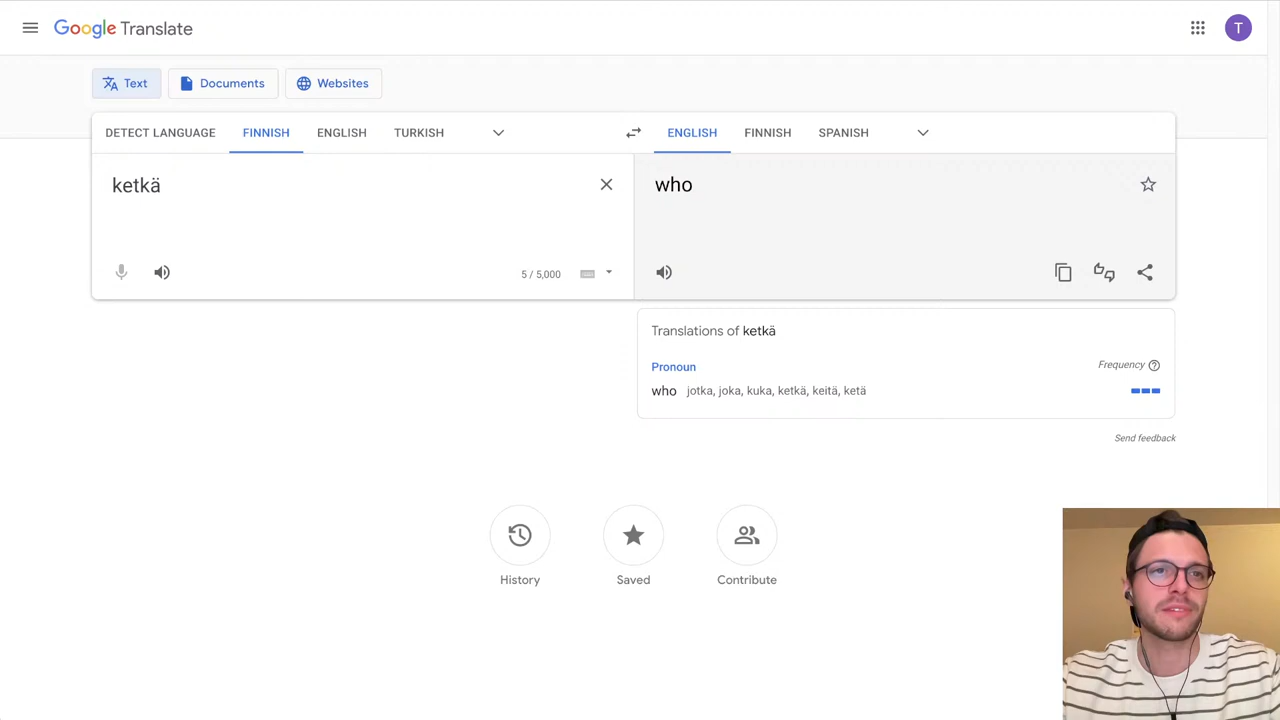 Google Translate
T
Text Documents Websites
DETECT LANGUAGE FINNISH ENGLISH TURKISH ENGLISH FINNISH SPANISH
ketkä
who
5 / 5,000
Translations of ketkä
Pronoun
Frequency
who jotka, joka, kuka, ketkä, keitä, ketä
Send feedback
History Saved Contribute